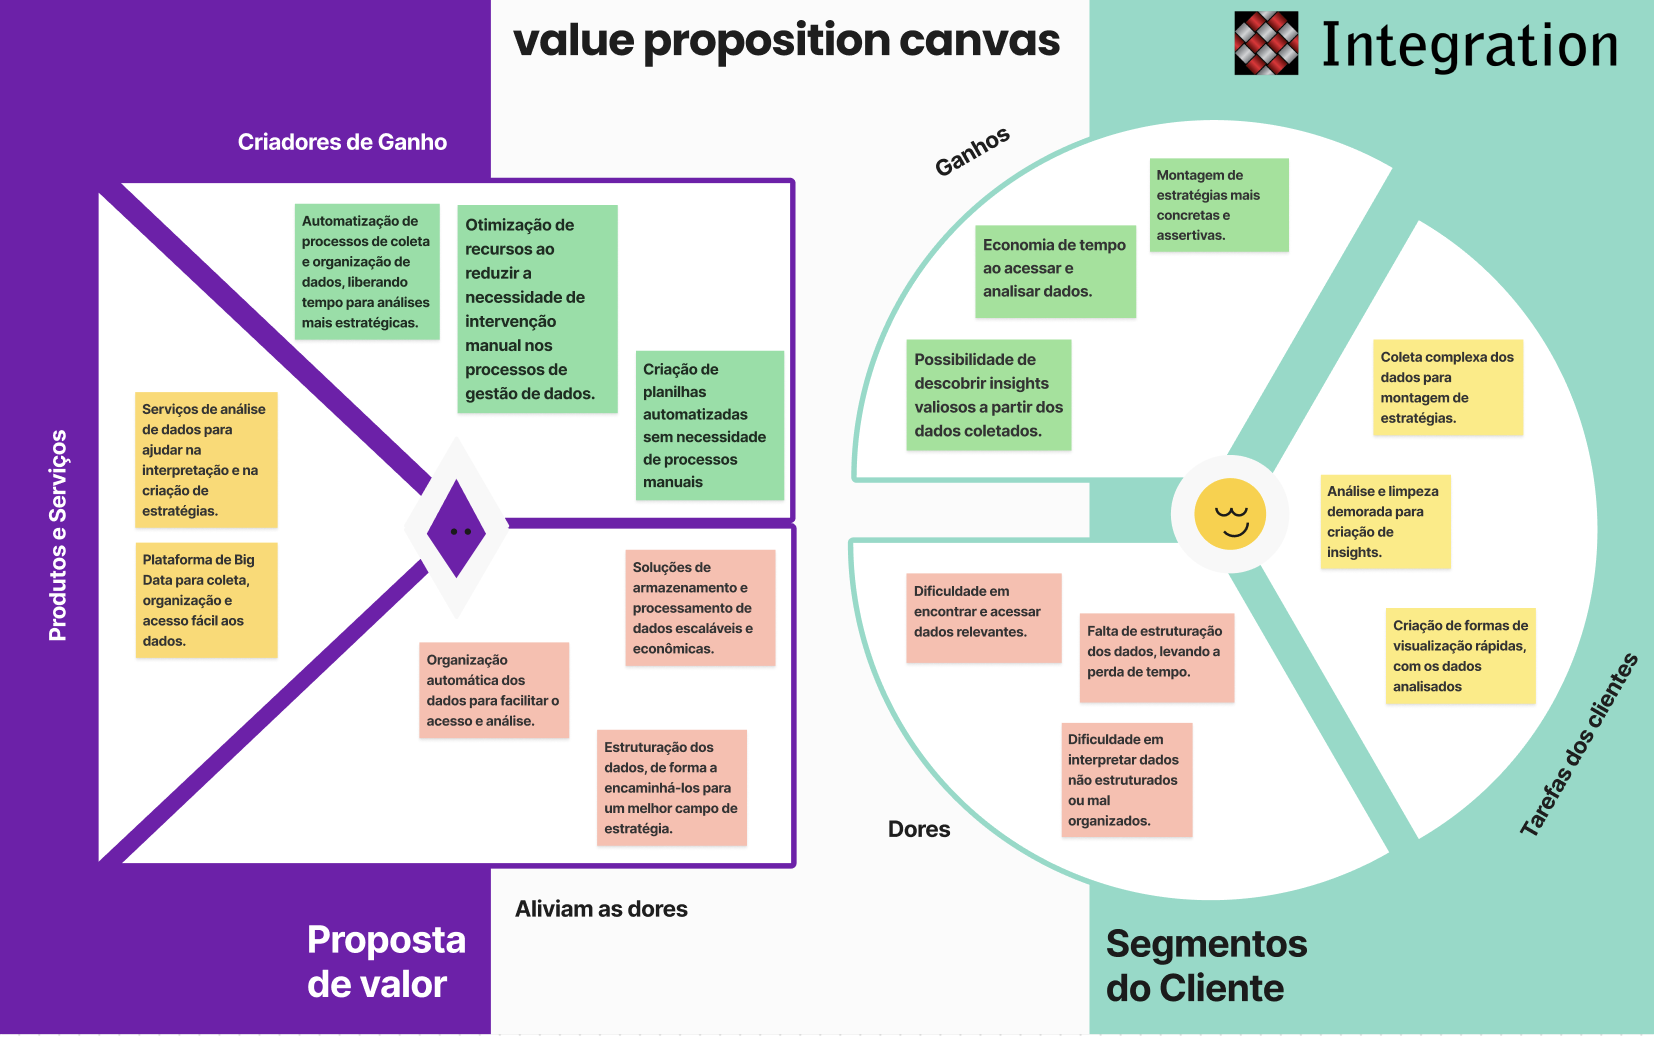 value proposition canvas
Integration
Criadores de Ganho
Automatização de
processos de coleta
e organização de
dados, liberando
tempo para análises
mais estratégicas.
Otimização de
recursos ao
reduzir a
necessidade de
intervenção
manual nos
processos de
gestão de dados.
Criação de
planilhas
automatizadas
sem necessidade
de processos
manuais
Produtos e Serviços
Serviços de análise
de dados para
ajudar na
interpretação e na
criação de
estratégias.
Plataforma de Big
Data para coleta,
organização e
acesso fácil aos
dados.
Soluções de
armazenamento e
processamento de
dados escaláveis e
econômicas.
Organização
automática dos
dados para facilitar o
acesso e análise.
Estruturação dos
dados, de forma a
encaminhá-los para
um melhor campo de
estratégia.
Aliviam as dores
Proposta
de valor
Ganhos
Montagem de
estratégias mais
concretas e
assertivas.
Economia de tempo
ao acessar e
analisar dados.
Possibilidade de
descobrir insights
valiosos a partir dos
dados coletados.
Coleta complexa dos
dados para
montagem de
estratégias.
Análise e limpeza
demorada para
criação de
insights.
Criação de formas de
visualização rápidas,
com os dados
analisados
Tarefas dos clientes
Dificuldade em
encontrar e acessar
dados relevantes.
Falta de estruturação
dos dados, levando a
perda de tempo.
Dificuldade em
interpretar dados
não estruturados
ou mal
organizados.
Dores
Segmentos
do Cliente